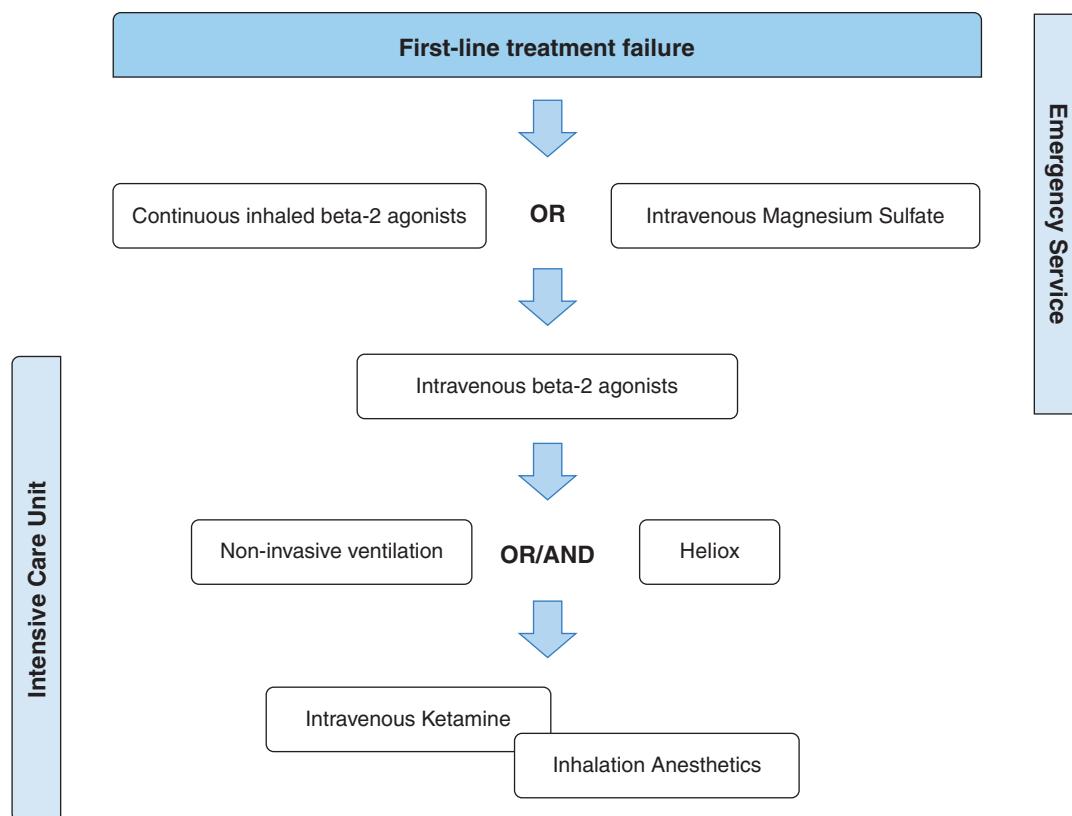 First-line treatment failure
Emergency Service
Continuous inhaled beta-2 agonists
OR
Intravenous Magnesium Sulfate
Intravenous beta-2 agonists
Intensive Care Unit
Non-invasive ventilation
OR/AND
Heliox
Intravenous Ketamine
Inhalation Anesthetics